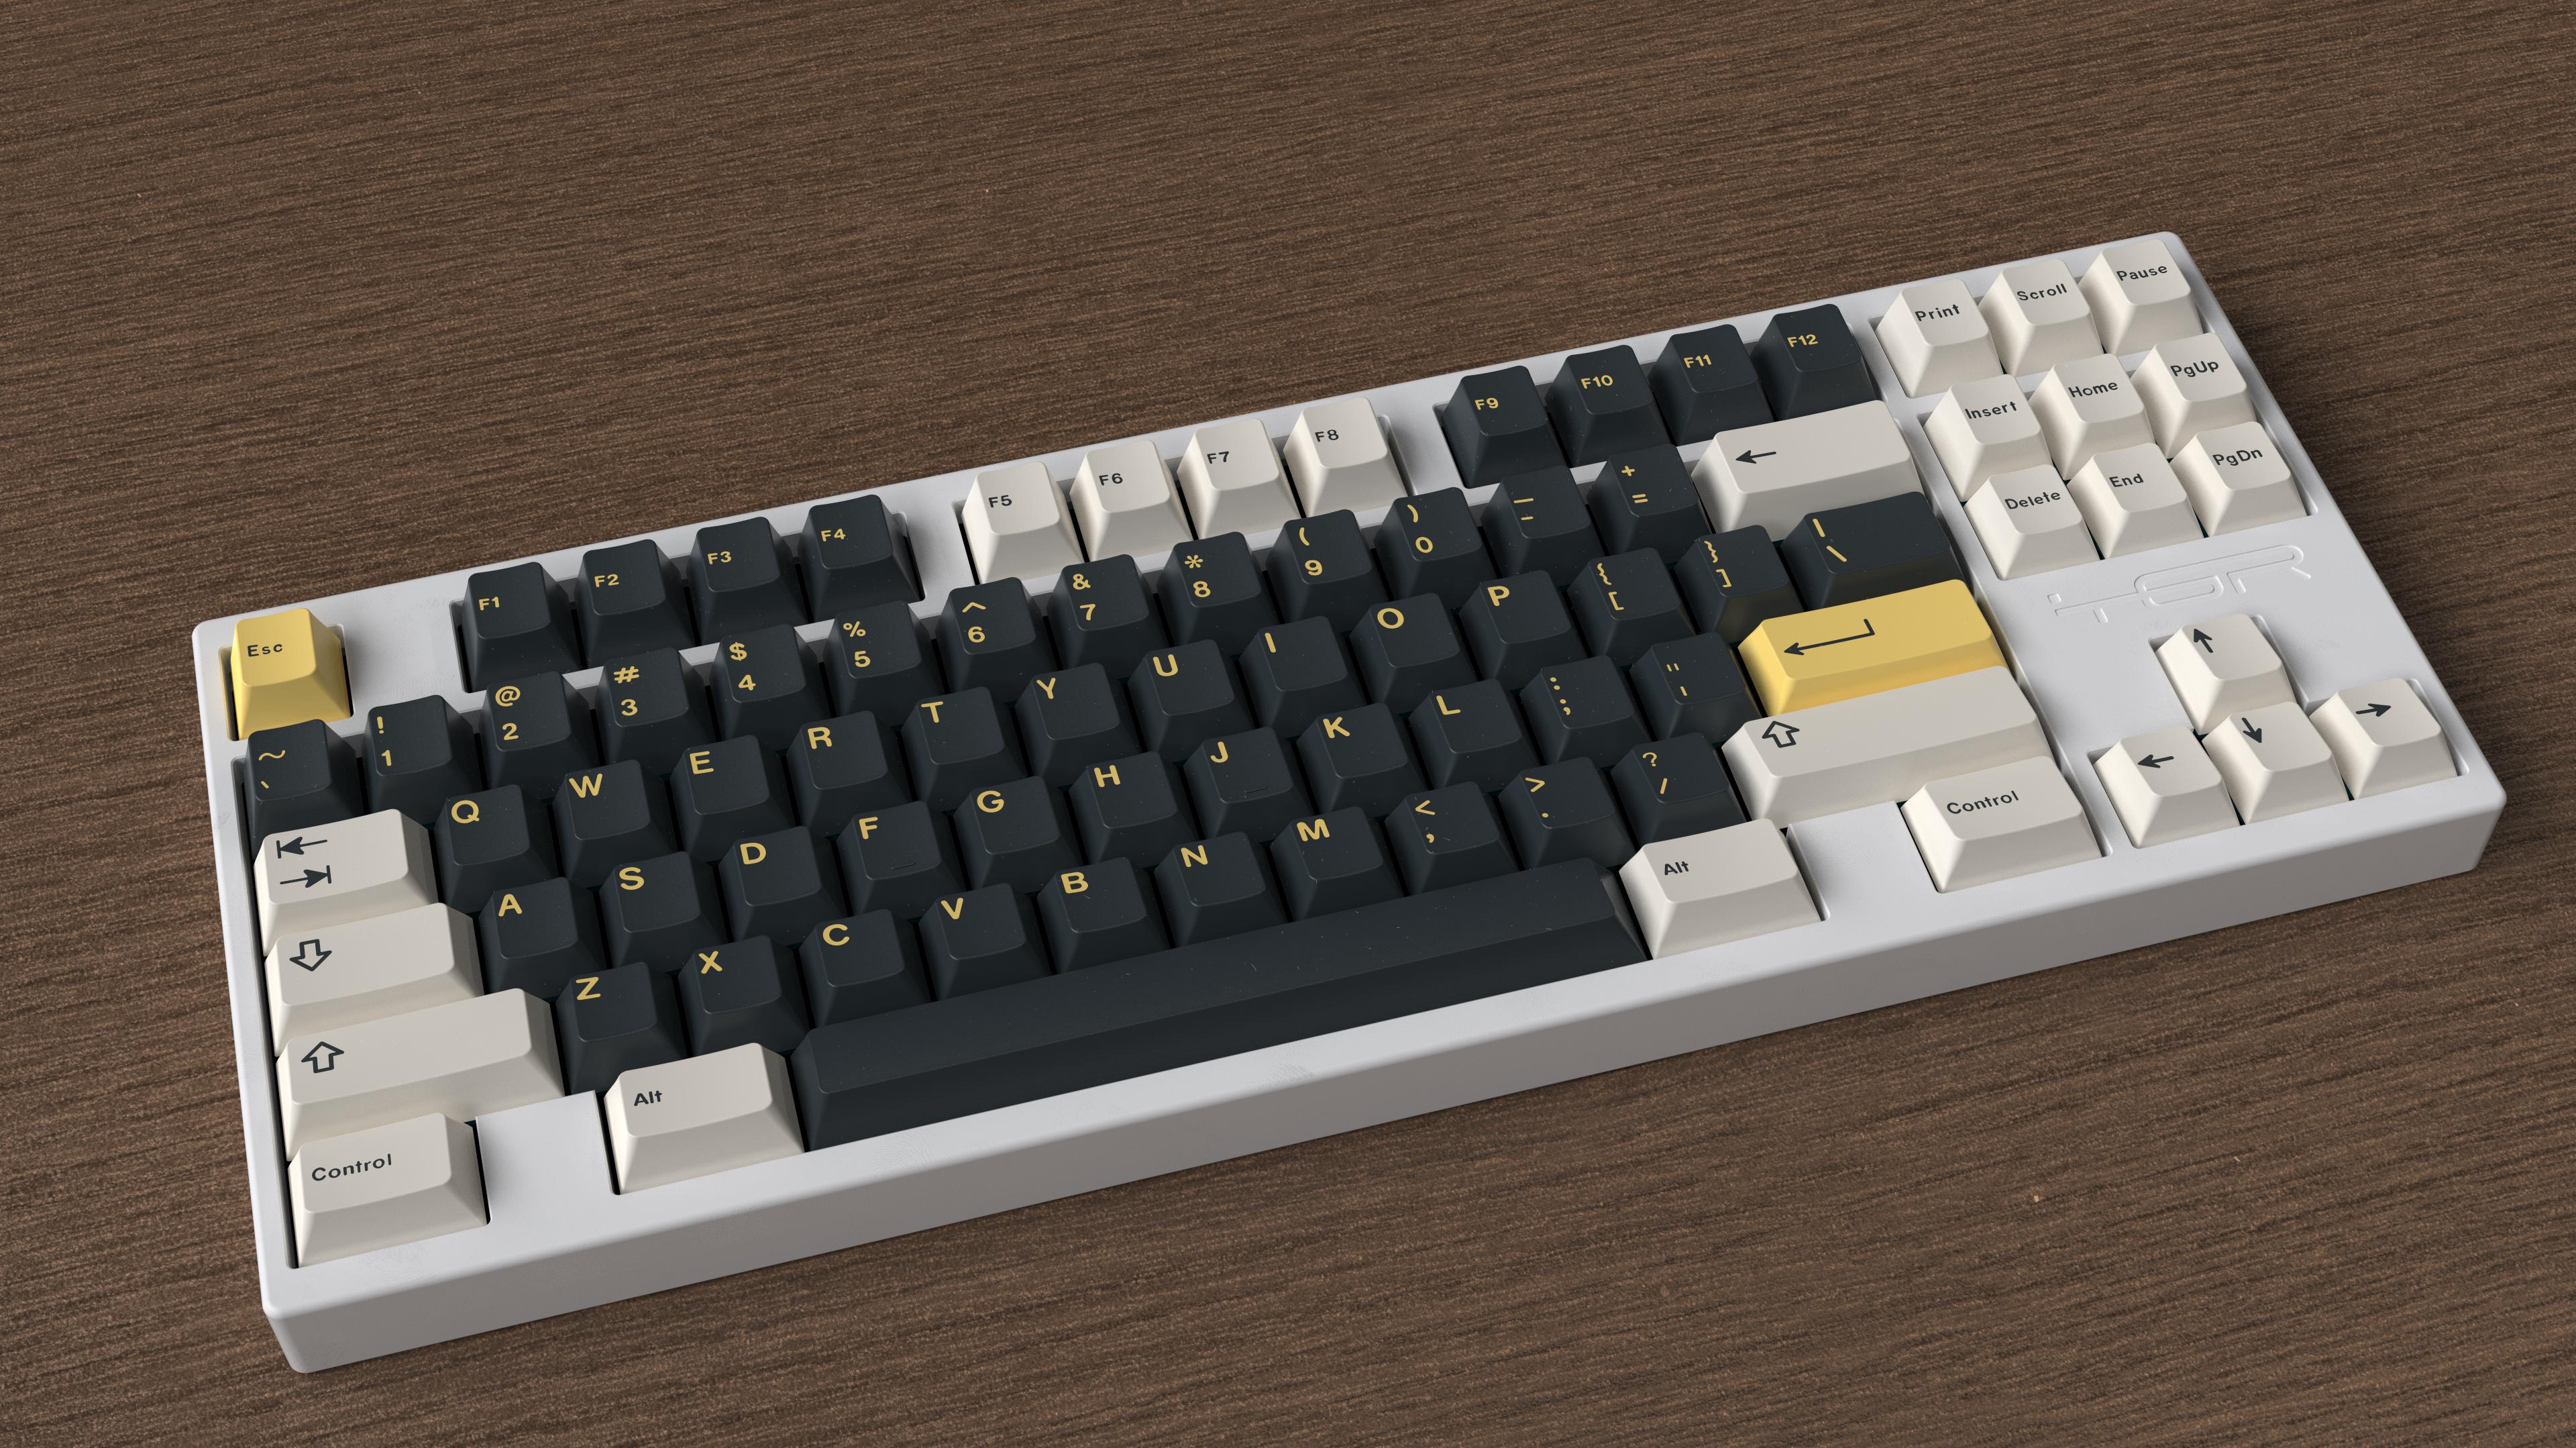 Esc F1 F2 F3 F4 F5 F6 F7 F8 F9 F10 F11 F12 Print Scroll Pause
~ ! @ # $ % ^ & * ( ) _ +
` 1 2 3 4 5 6 7 8 9 0 - = ← Insert Home PgUp
⇤ Q W E R T Y U I O P { } | Delete End PgDn
⇥ [ ] \
⇩ A S D F G H J K L : "
; ' ↵
⇧ Z X C V B N M < > ? ⇧ ↑
, . /
Control Alt Alt Control ← ↓ →
TGR